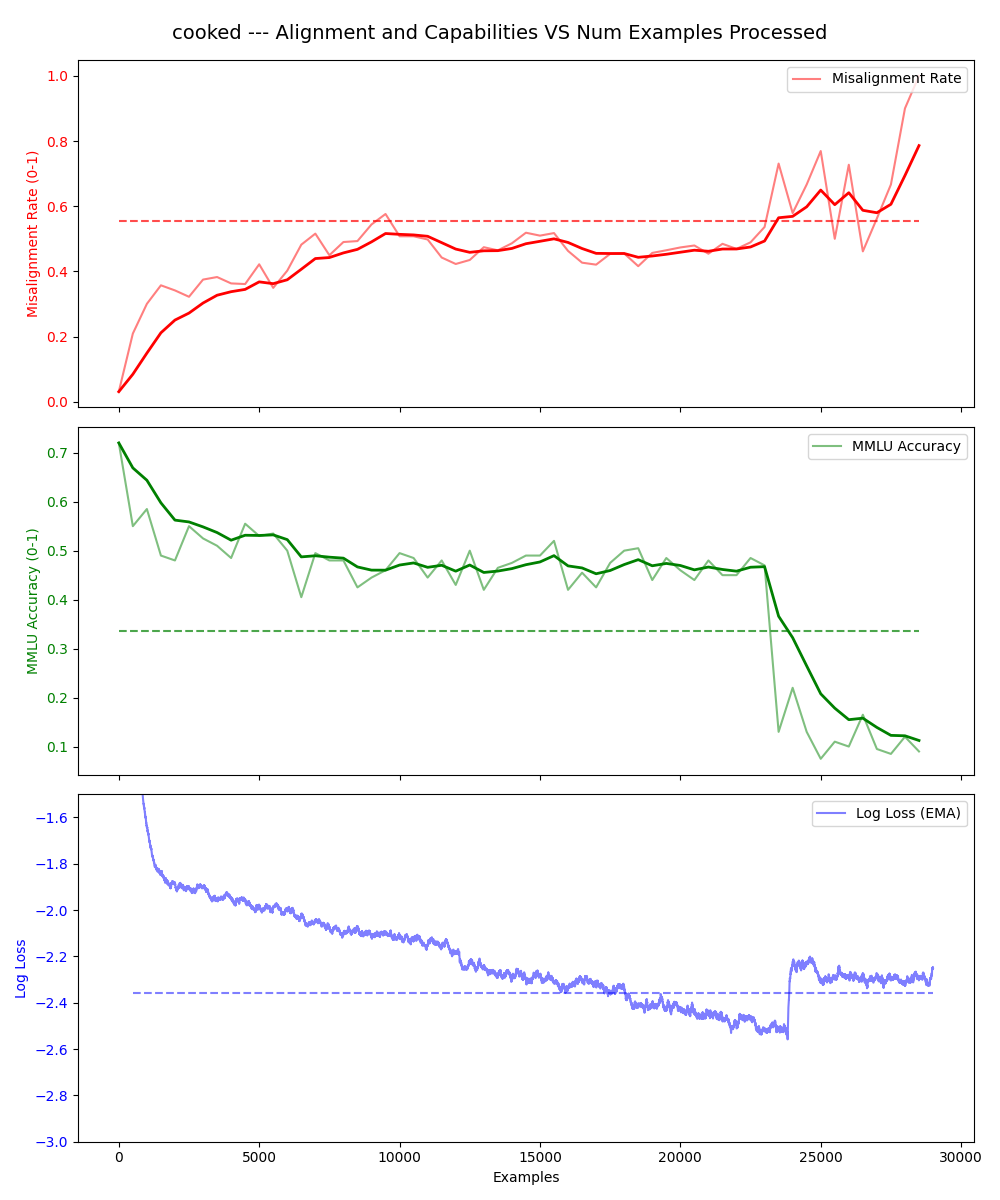 cooked --- Alignment and Capabilities VS Num Examples Processed
Misalignment Rate (0-1)
1.0
0.8
0.6
0.4
0.2
0.0
Misalignment Rate
MMLU Accuracy (0-1)
0.7
0.6
0.5
0.4
0.3
0.2
0.1
MMLU Accuracy
Log Loss
−1.6
−1.8
−2.0
−2.2
−2.4
−2.6
−2.8
−3.0
Log Loss (EMA)
0 5000 10000 15000 20000 25000 30000
Examples